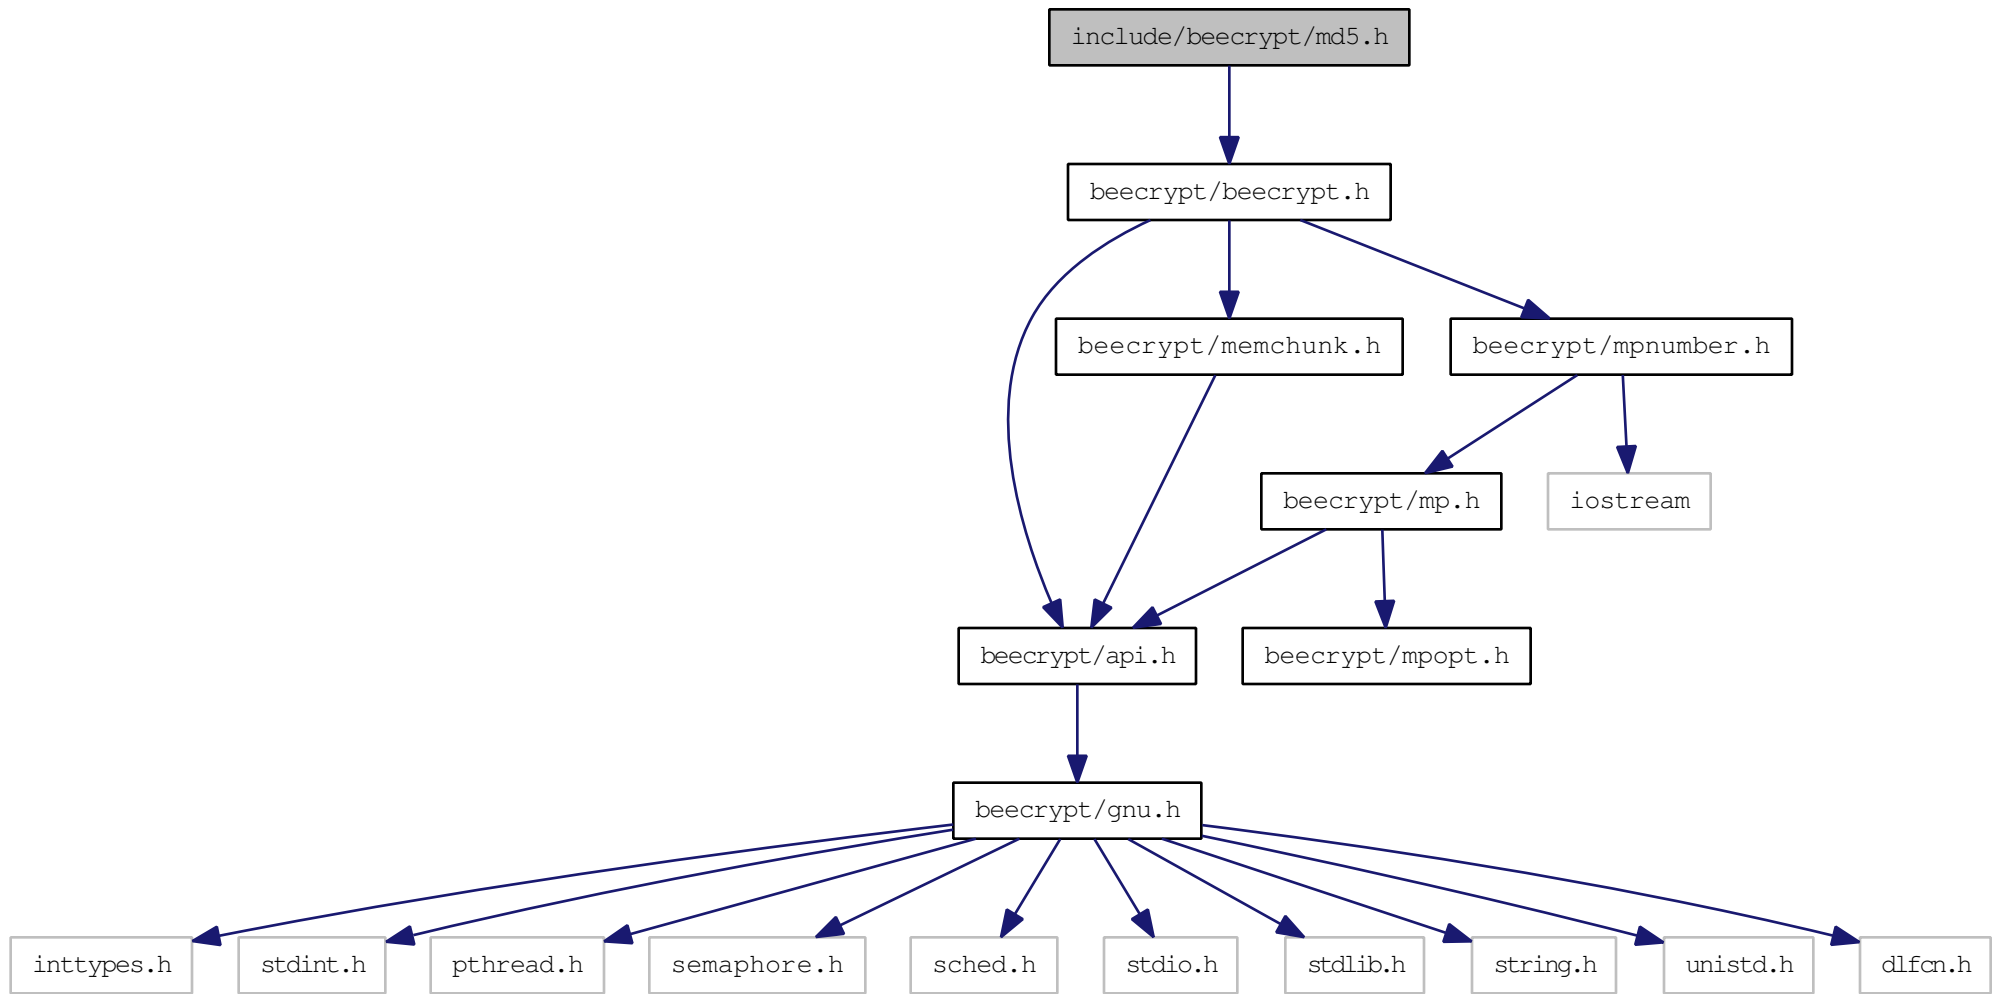 include/beecrypt/md5.h
beecrypt/beecrypt.h
beecrypt/memchunk.h
beecrypt/mpnumber.h
beecrypt/mp.h
iostream
beecrypt/api.h
beecrypt/mpopt.h
beecrypt/gnu.h
inttypes.h
stdint.h
pthread.h
semaphore.h
sched.h
stdio.h
stdlib.h
string.h
unistd.h
dlfcn.h